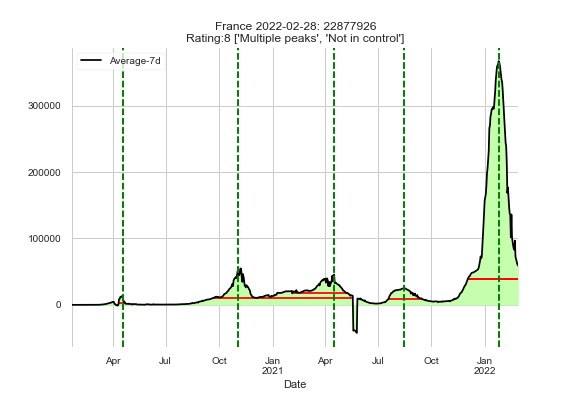 France 2022-02-28: 22877926
Rating:8 ['Multiple peaks', 'Not in control']
Average-7d
300000
200000
100000
0
Apr Jul Oct Jan Apr Jul Oct Jan
2021 2022
Date